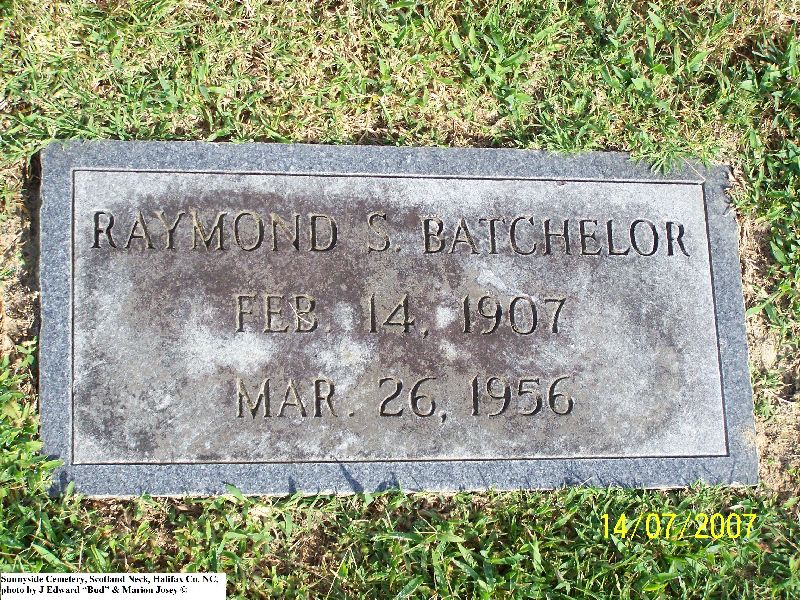 RAYMOND S. BATCHELOR
FEB. 14, 1907
MAR. 26, 1956
14/07/2007
Sunnyside Cemetery, Scotland Neck, Halifax Co. NC,
photo by J Edward "Bud" & Marion Josey ©